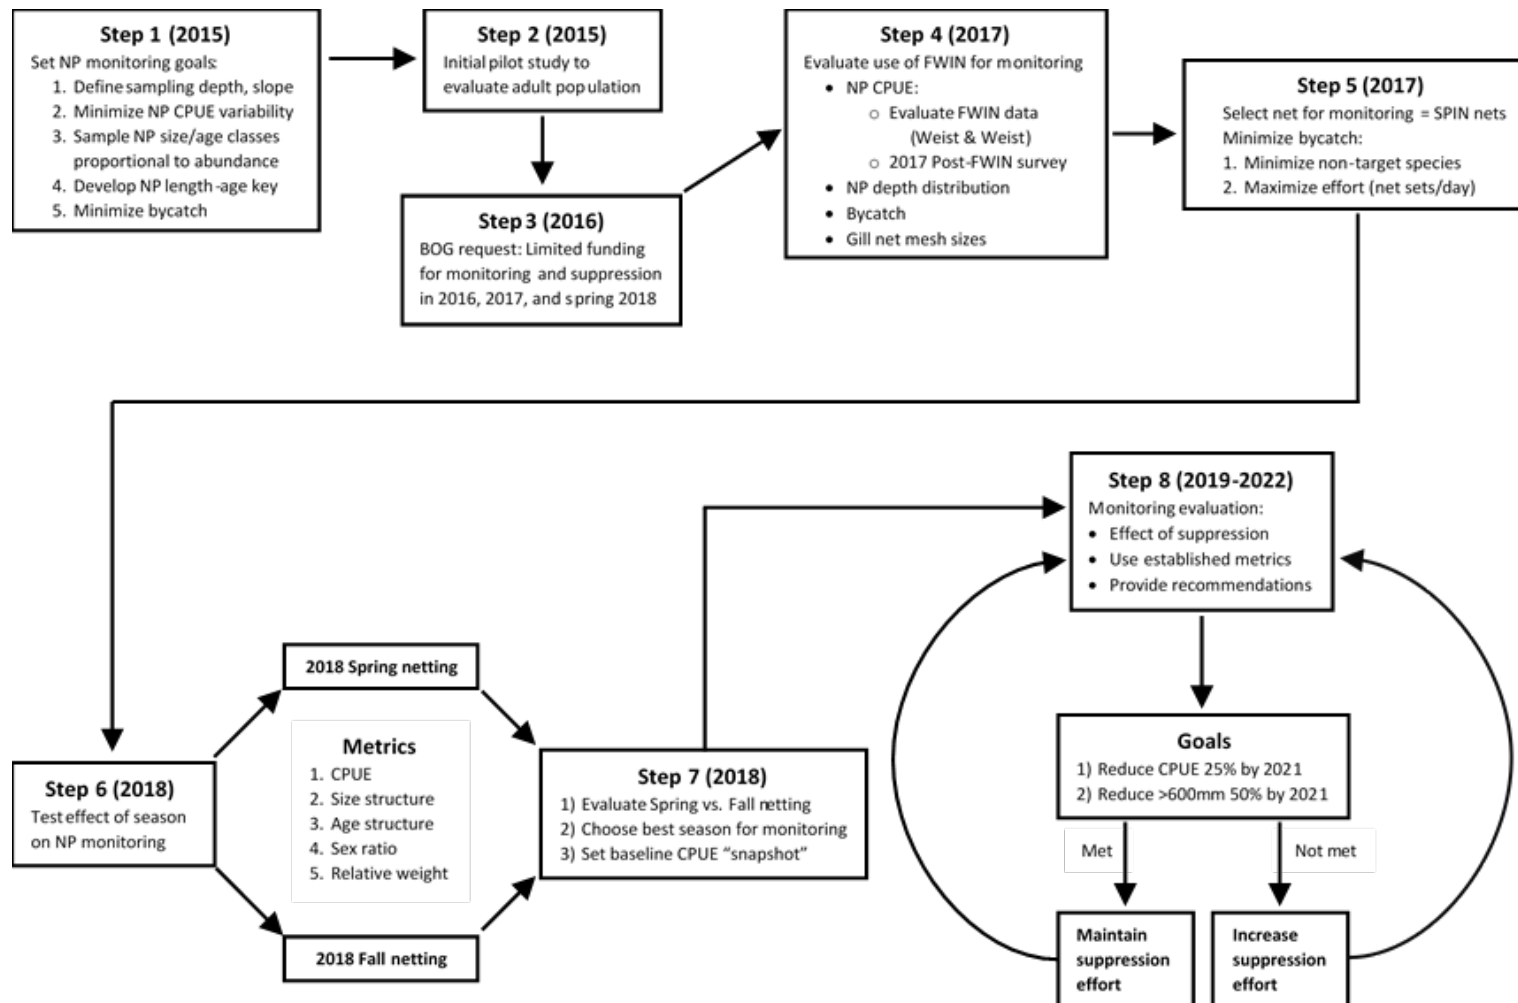 Step 1 (2015)
Set NP monitoring goals:
1. Define sampling depth, slope
2. Minimize NP CPUE variability
3. Sample NP size/age classes
proportional to abundance
4. Develop NP length-age key
5. Minimize bycatch
Step 2 (2015)
Initial pilot study to
evaluate adult population
Step 3 (2016)
BOG request: Limited funding
for monitoring and suppression
in 2016, 2017, and spring 2018
Step 4 (2017)
Evaluate use of FWIN for monitoring
• NP CPUE:
o Evaluate FWIN data
(Weist & Weist)
o 2017 Post-FWIN survey
• NP depth distribution
• Bycatch
• Gill net mesh sizes
Step 5 (2017)
Select net for monitoring = SPIN nets
Minimize bycatch:
1. Minimize non-target species
2. Maximize effort (net sets/day)
Step 6 (2018)
Test effect of season
on NP monitoring
2018 Spring netting
Metrics
1. CPUE
2. Size structure
3. Age structure
4. Sex ratio
5. Relative weight
2018 Fall netting
Step 7 (2018)
1) Evaluate Spring vs. Fall netting
2) Choose best season for monitoring
3) Set baseline CPUE “snapshot”
Step 8 (2019-2022)
Monitoring evaluation:
• Effect of suppression
• Use established metrics
• Provide recommendations
Goals
1) Reduce CPUE 25% by 2021
2) Reduce >600mm 50% by 2021
Met
Not met
Maintain
suppression
effort
Increase
suppression
effort